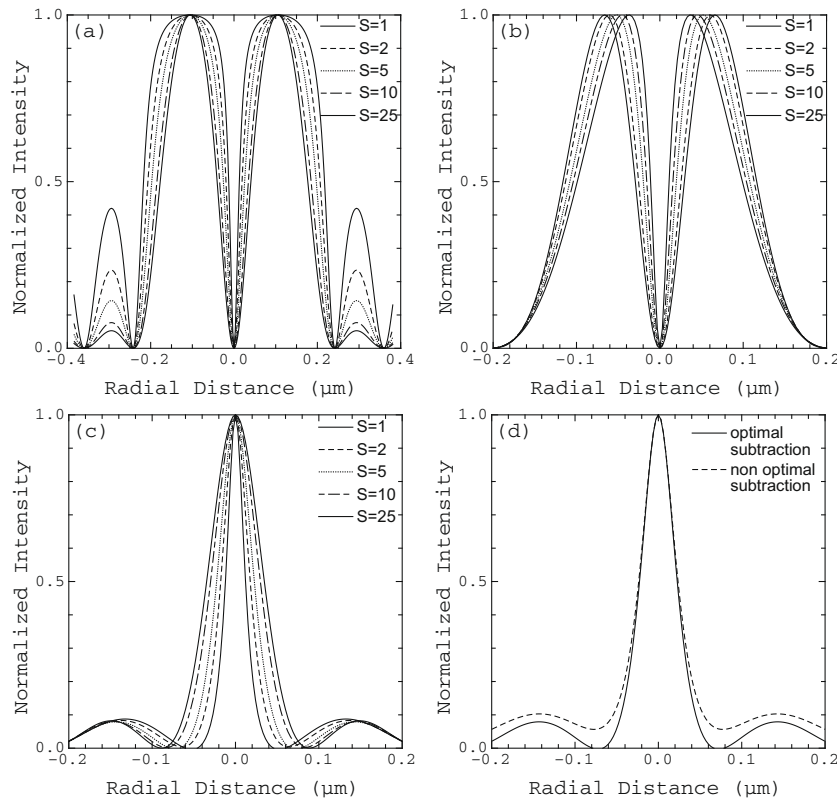 (a)
S=1
S=2
S=5
S=10
S=25
1.0
0.5
0.0
Normalized Intensity
-0.4 -0.2 0.0 0.2 0.4
Radial Distance (μm)
(b)
S=1
S=2
S=5
S=10
S=25
1.0
0.5
0.0
Normalized Intensity
-0.2 -0.1 0.0 0.1 0.2
Radial Distance (μm)
(c)
S=1
S=2
S=5
S=10
S=25
1.0
0.5
0.0
Normalized Intensity
-0.2 -0.1 0.0 0.1 0.2
Radial Distance (μm)
(d)
optimal
subtraction
non optimal
subtraction
1.0
0.5
0.0
Normalized Intensity
-0.2 -0.1 0.0 0.1 0.2
Radial Distance (μm)